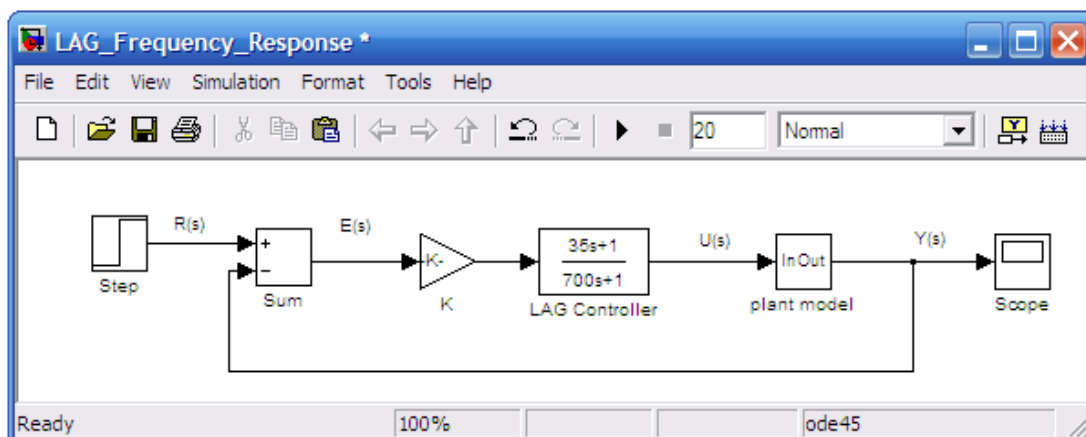 LAG_Frequency_Response *
File Edit View Simulation Format Tools Help
20 Normal
R(s) E(s) U(s) Y(s)
+
−
K-
35s+1
700s+1
In Out
Step Sum K LAG Controller plant model Scope
Ready 100% ode45